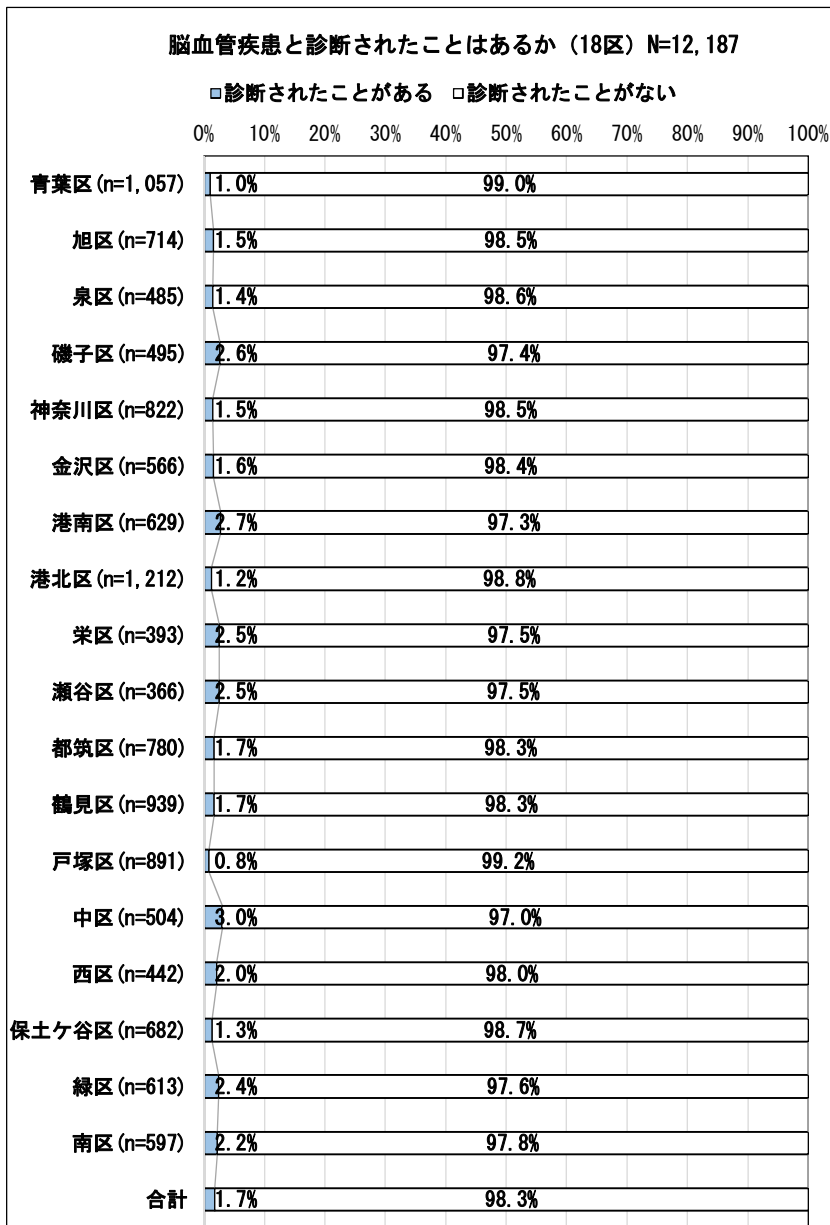 脳血管疾患と診断されたことはあるか（18区）N=12,187
■診断されたことがある □診断されたことがない
0% 10% 20% 30% 40% 50% 60% 70% 80% 90% 100%
青葉区(n=1,057) 1.0% 99.0%
旭区(n=714) 1.5% 98.5%
泉区(n=485) 1.4% 98.6%
磯子区(n=495) 2.6% 97.4%
神奈川区(n=822) 1.5% 98.5%
金沢区(n=566) 1.6% 98.4%
港南区(n=629) 2.7% 97.3%
港北区(n=1,212) 1.2% 98.8%
栄区(n=393) 2.5% 97.5%
瀬谷区(n=366) 2.5% 97.5%
都筑区(n=780) 1.7% 98.3%
鶴見区(n=939) 1.7% 98.3%
戸塚区(n=891) 0.8% 99.2%
中区(n=504) 3.0% 97.0%
西区(n=442) 2.0% 98.0%
保土ケ谷区(n=682) 1.3% 98.7%
緑区(n=613) 2.4% 97.6%
南区(n=597) 2.2% 97.8%
合計 1.7% 98.3%